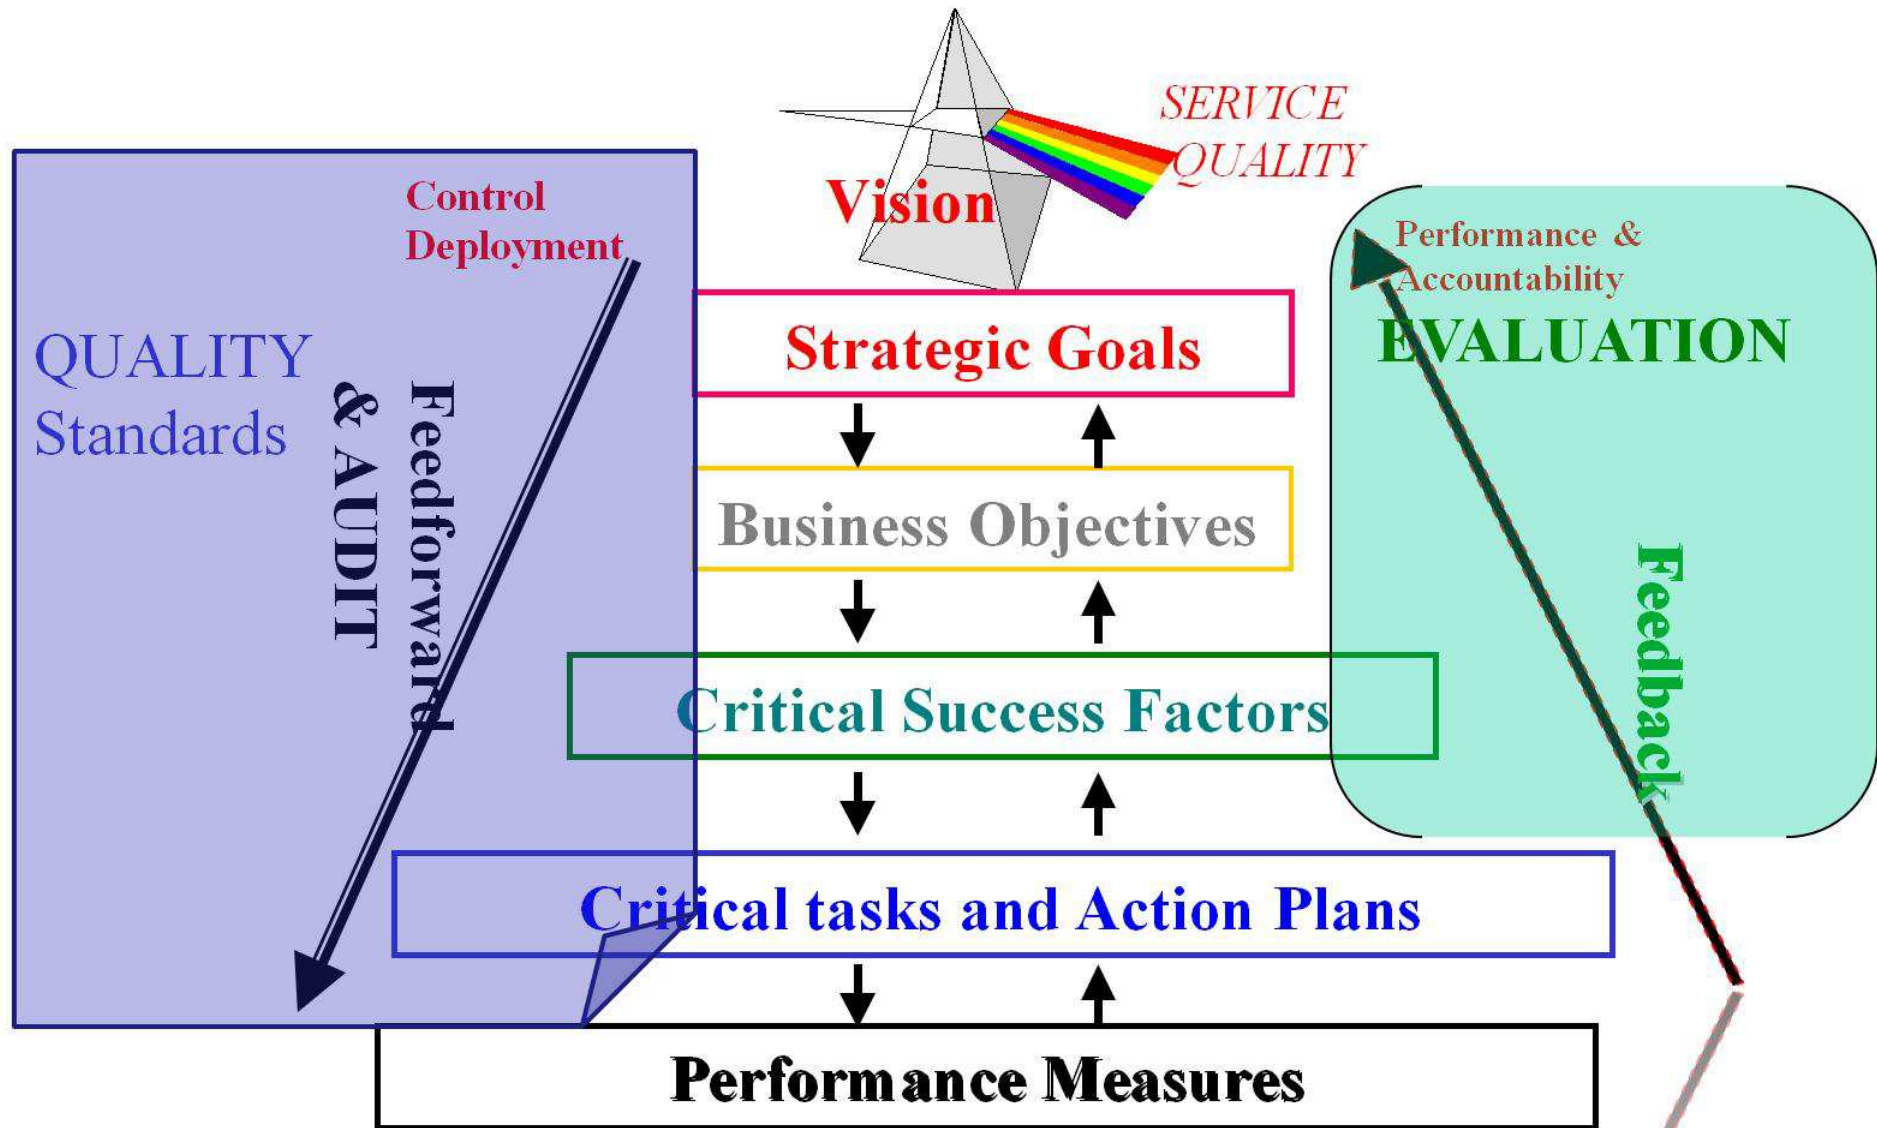 SERVICE
QUALITY
Vision
Control
Deployment
QUALITY
Standards
Feedforward
& AUDIT
Performance &
Accountability
EVALUATION
Feedback
Strategic Goals
Business Objectives
Critical Success Factors
Critical tasks and Action Plans
Performance Measures